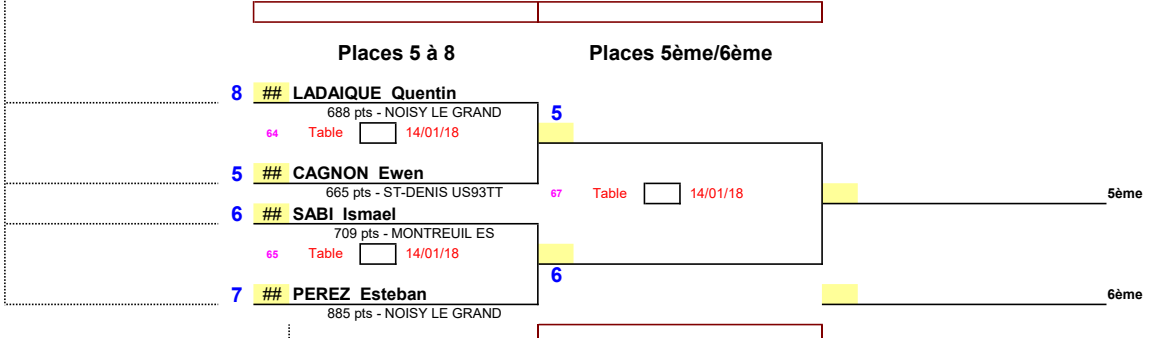 Places 5 à 8 Places 5ème/6ème
8 ## LADAIQUE Quentin
688 pts - NOISY LE GRAND 5
64 Table 14/01/18
5 ## CAGNON Ewen
665 pts - ST-DENIS US93TT 67 Table 14/01/18 5ème
6 ## SABI Ismael
709 pts - MONTREUIL ES
65 Table 14/01/18
6
7 ## PEREZ Esteban 6ème
885 pts - NOISY LE GRAND